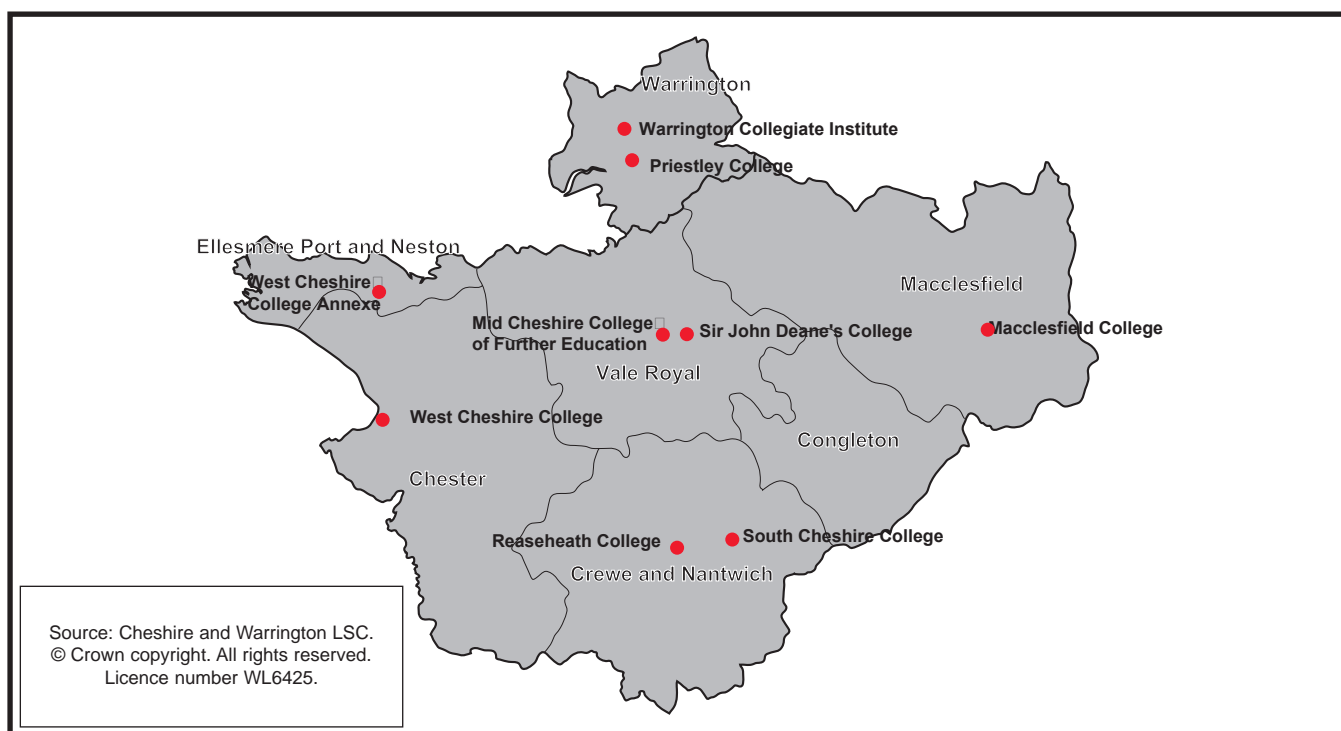 Warrington
Warrington Collegiate Institute
Priestley College
Ellesmere Port and Neston
West Cheshire
College Annexe
Macclesfield
Mid Cheshire College
of Further Education
Sir John Deane's College
Macclesfield College
Vale Royal
West Cheshire College
Congleton
Chester
Reaseheath College
South Cheshire College
Crewe and Nantwich
Source: Cheshire and Warrington LSC.
© Crown copyright. All rights reserved.
Licence number WL6425.